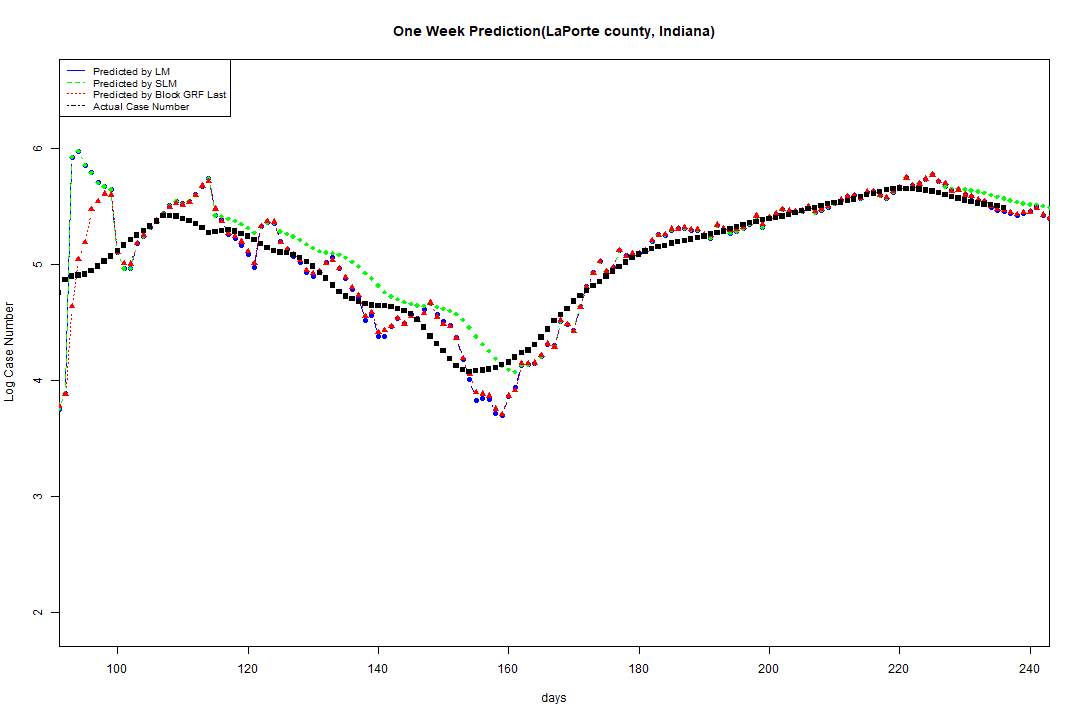 One Week Prediction(LaPorte county, Indiana)
Predicted by LM
Predicted by SLM
Predicted by Block GRF Last
Actual Case Number
6
5
4
3
2
Log Case Number
100 120 140 160 180 200 220 240
days